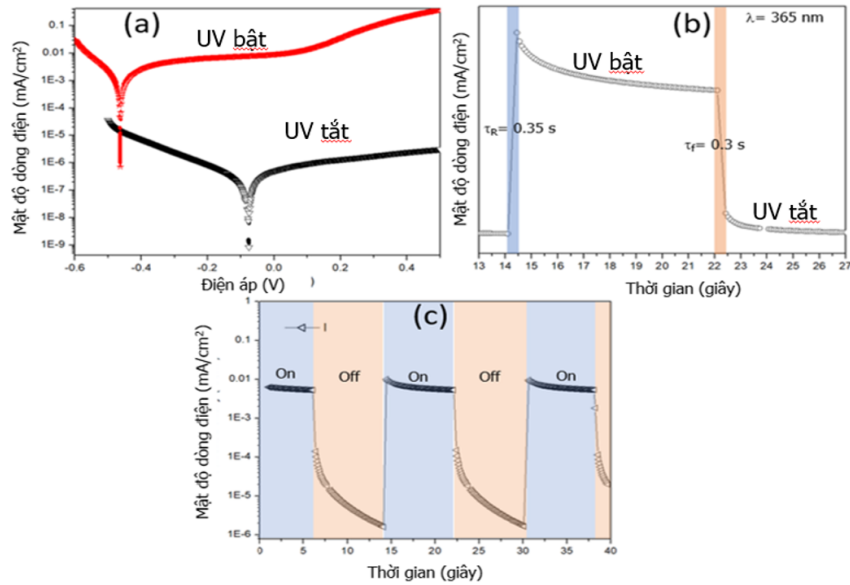 (a)
UV bật
UV tắt
Mật độ dòng điện (mA/cm²)
0.1
0.01
1E-3
1E-4
1E-5
1E-6
1E-7
1E-8
1E-9
-0.6
-0.4
-0.2
0.0
0.2
0.4
Điện áp (V)
)
(b)
λ= 365 nm
UV bật
τR= 0.35 s
τf= 0.3 s
UV tắt
Mật độ dòng điện (mA/cm²)
13 14 15 16 17 18 19 20 21 22 23 24 25 26 27
Thời gian (giây)
(c)
I
On
Off
On
Off
On
Mật độ dòng điện (mA/cm²)
1
0.1
0.01
1E-3
1E-4
1E-5
1E-6
0 5 10 15 20 25 30 35 40
Thời gian (giây)